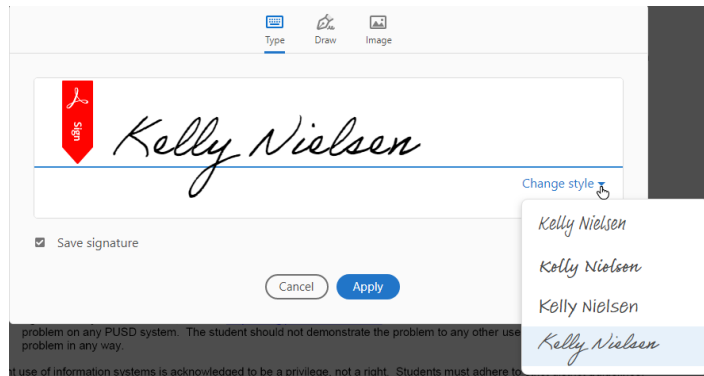 Type Draw Image
Sign
Kelly Nielsen
Change style
Kelly Nielsen
Save signature
Kelly Nielsen
Cancel Apply
Kelly Nielsen
problem on any PUSD system. The student should not demonstrate the problem to any other use
Kelly Nielsen
problem in any way.
nt use of information systems is acknowledged to be a privilege, not a right. Students must adhere to